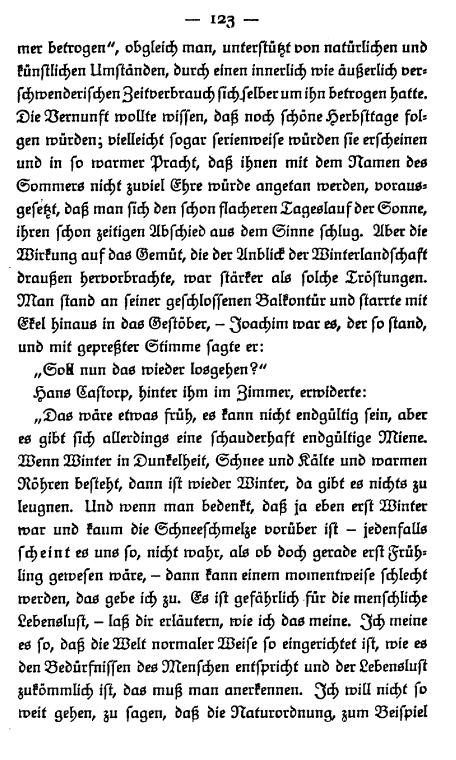 — 123 —
mer betrogen“, obgleich man, unterſtützt von natürlichen und
künſtlichen Umſtänden, durch einen innerlich wie äußerlich ver⸗
ſchwenderiſchen Zeitverbrauch ſich ſelber um ihn betrogen hatte.
Die Vernunft wollte wiſſen, daß noch ſchöne Herbſttage fol⸗
gen würden; vielleicht ſogar ſerienweiſe würden ſie erſcheinen
und in ſo warmer Pracht, daß ihnen mit dem Namen des
Sommers nicht zuviel Ehre würde angetan werden, voraus⸗
geſetzt, daß man ſich den ſchon flacheren Tageslauf der Sonne,
ihren ſchon zeitigen Abſchied aus dem Sinne ſchlug. Aber die
Wirkung auf das Gemüt, die der Anblick der Winterlandſchaft
draußen hervorbrachte, war ſtärker als ſolche Tröſtungen.
Man ſtand an ſeiner geſchloſſenen Balkontür und ſtarrte mit
Ekel hinaus in das Geſtöber, – Joachim war es, der ſo ſtand,
und mit gepreßter Stimme ſagte er:
„Soll nun das wieder losgehen?“
Hans Caſtorp, hinter ihm im Zimmer, erwiderte:
„Das wäre etwas früh, es kann nicht endgültig ſein, aber
es gibt ſich allerdings eine ſchauderhaft endgültige Miene.
Wenn Winter in Dunkelheit, Schnee und Kälte und warmen
Röhren beſteht, dann iſt wieder Winter, da gibt es nichts zu
leugnen. Und wenn man bedenkt, daß ja eben erſt Winter
war und kaum die Schneeſchmelze vorüber iſt – jedenfalls
ſcheint es uns ſo, nicht wahr, als ob doch gerade erſt Früh⸗
ling geweſen wäre, – dann kann einem momentweiſe ſchlecht
werden, das gebe ich zu. Es iſt gefährlich für die menſchliche
Lebensluſt, – laß dir erläutern, wie ich das meine. Ich meine
es ſo, daß die Welt normaler Weiſe ſo eingerichtet iſt, wie es
den Bedürfniſſen des Menſchen entſpricht und der Lebensluſt
zukömmlich iſt, das muß man anerkennen. Ich will nicht ſo
weit gehen, zu ſagen, daß die Naturordnung, zum Beiſpiel